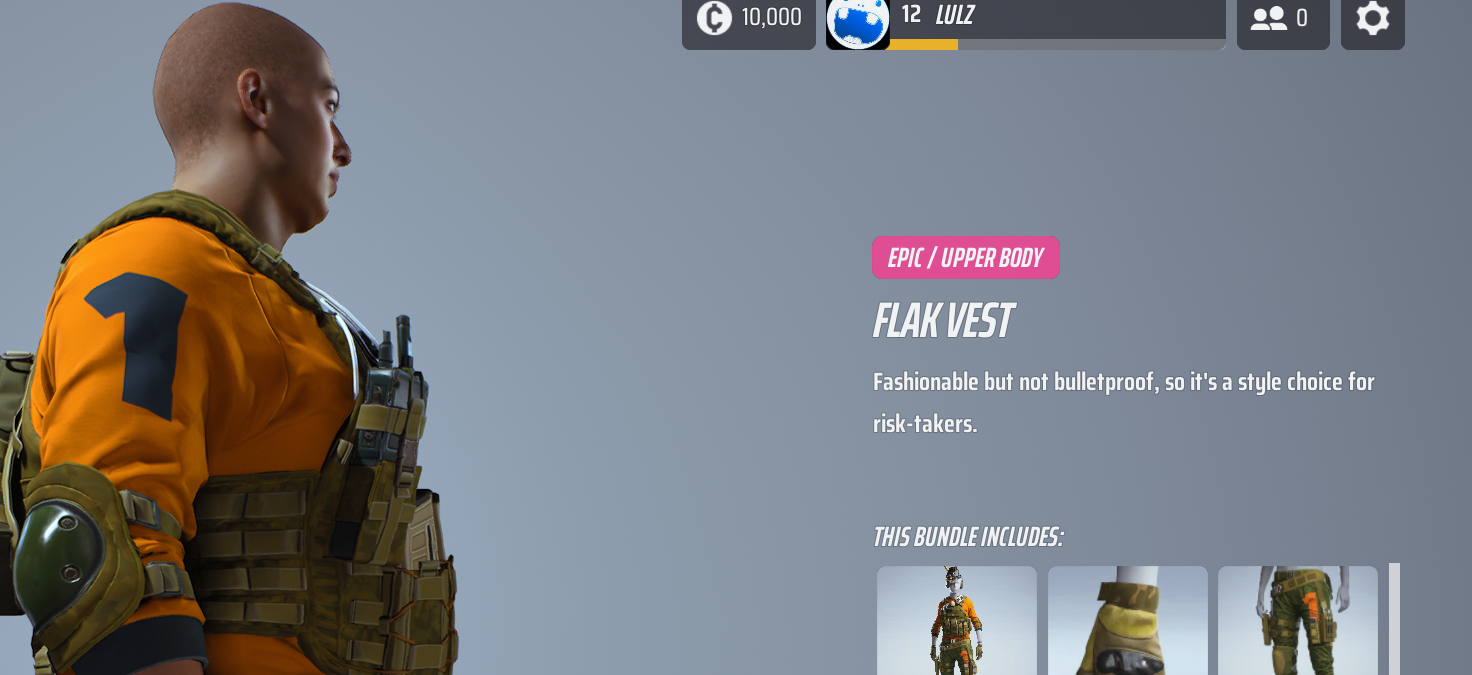 10,000
12 LULZ
0
1
EPIC / UPPER BODY
FLAK VEST
Fashionable but not bulletproof, so it's a style choice for
risk-takers.
THIS BUNDLE INCLUDES: